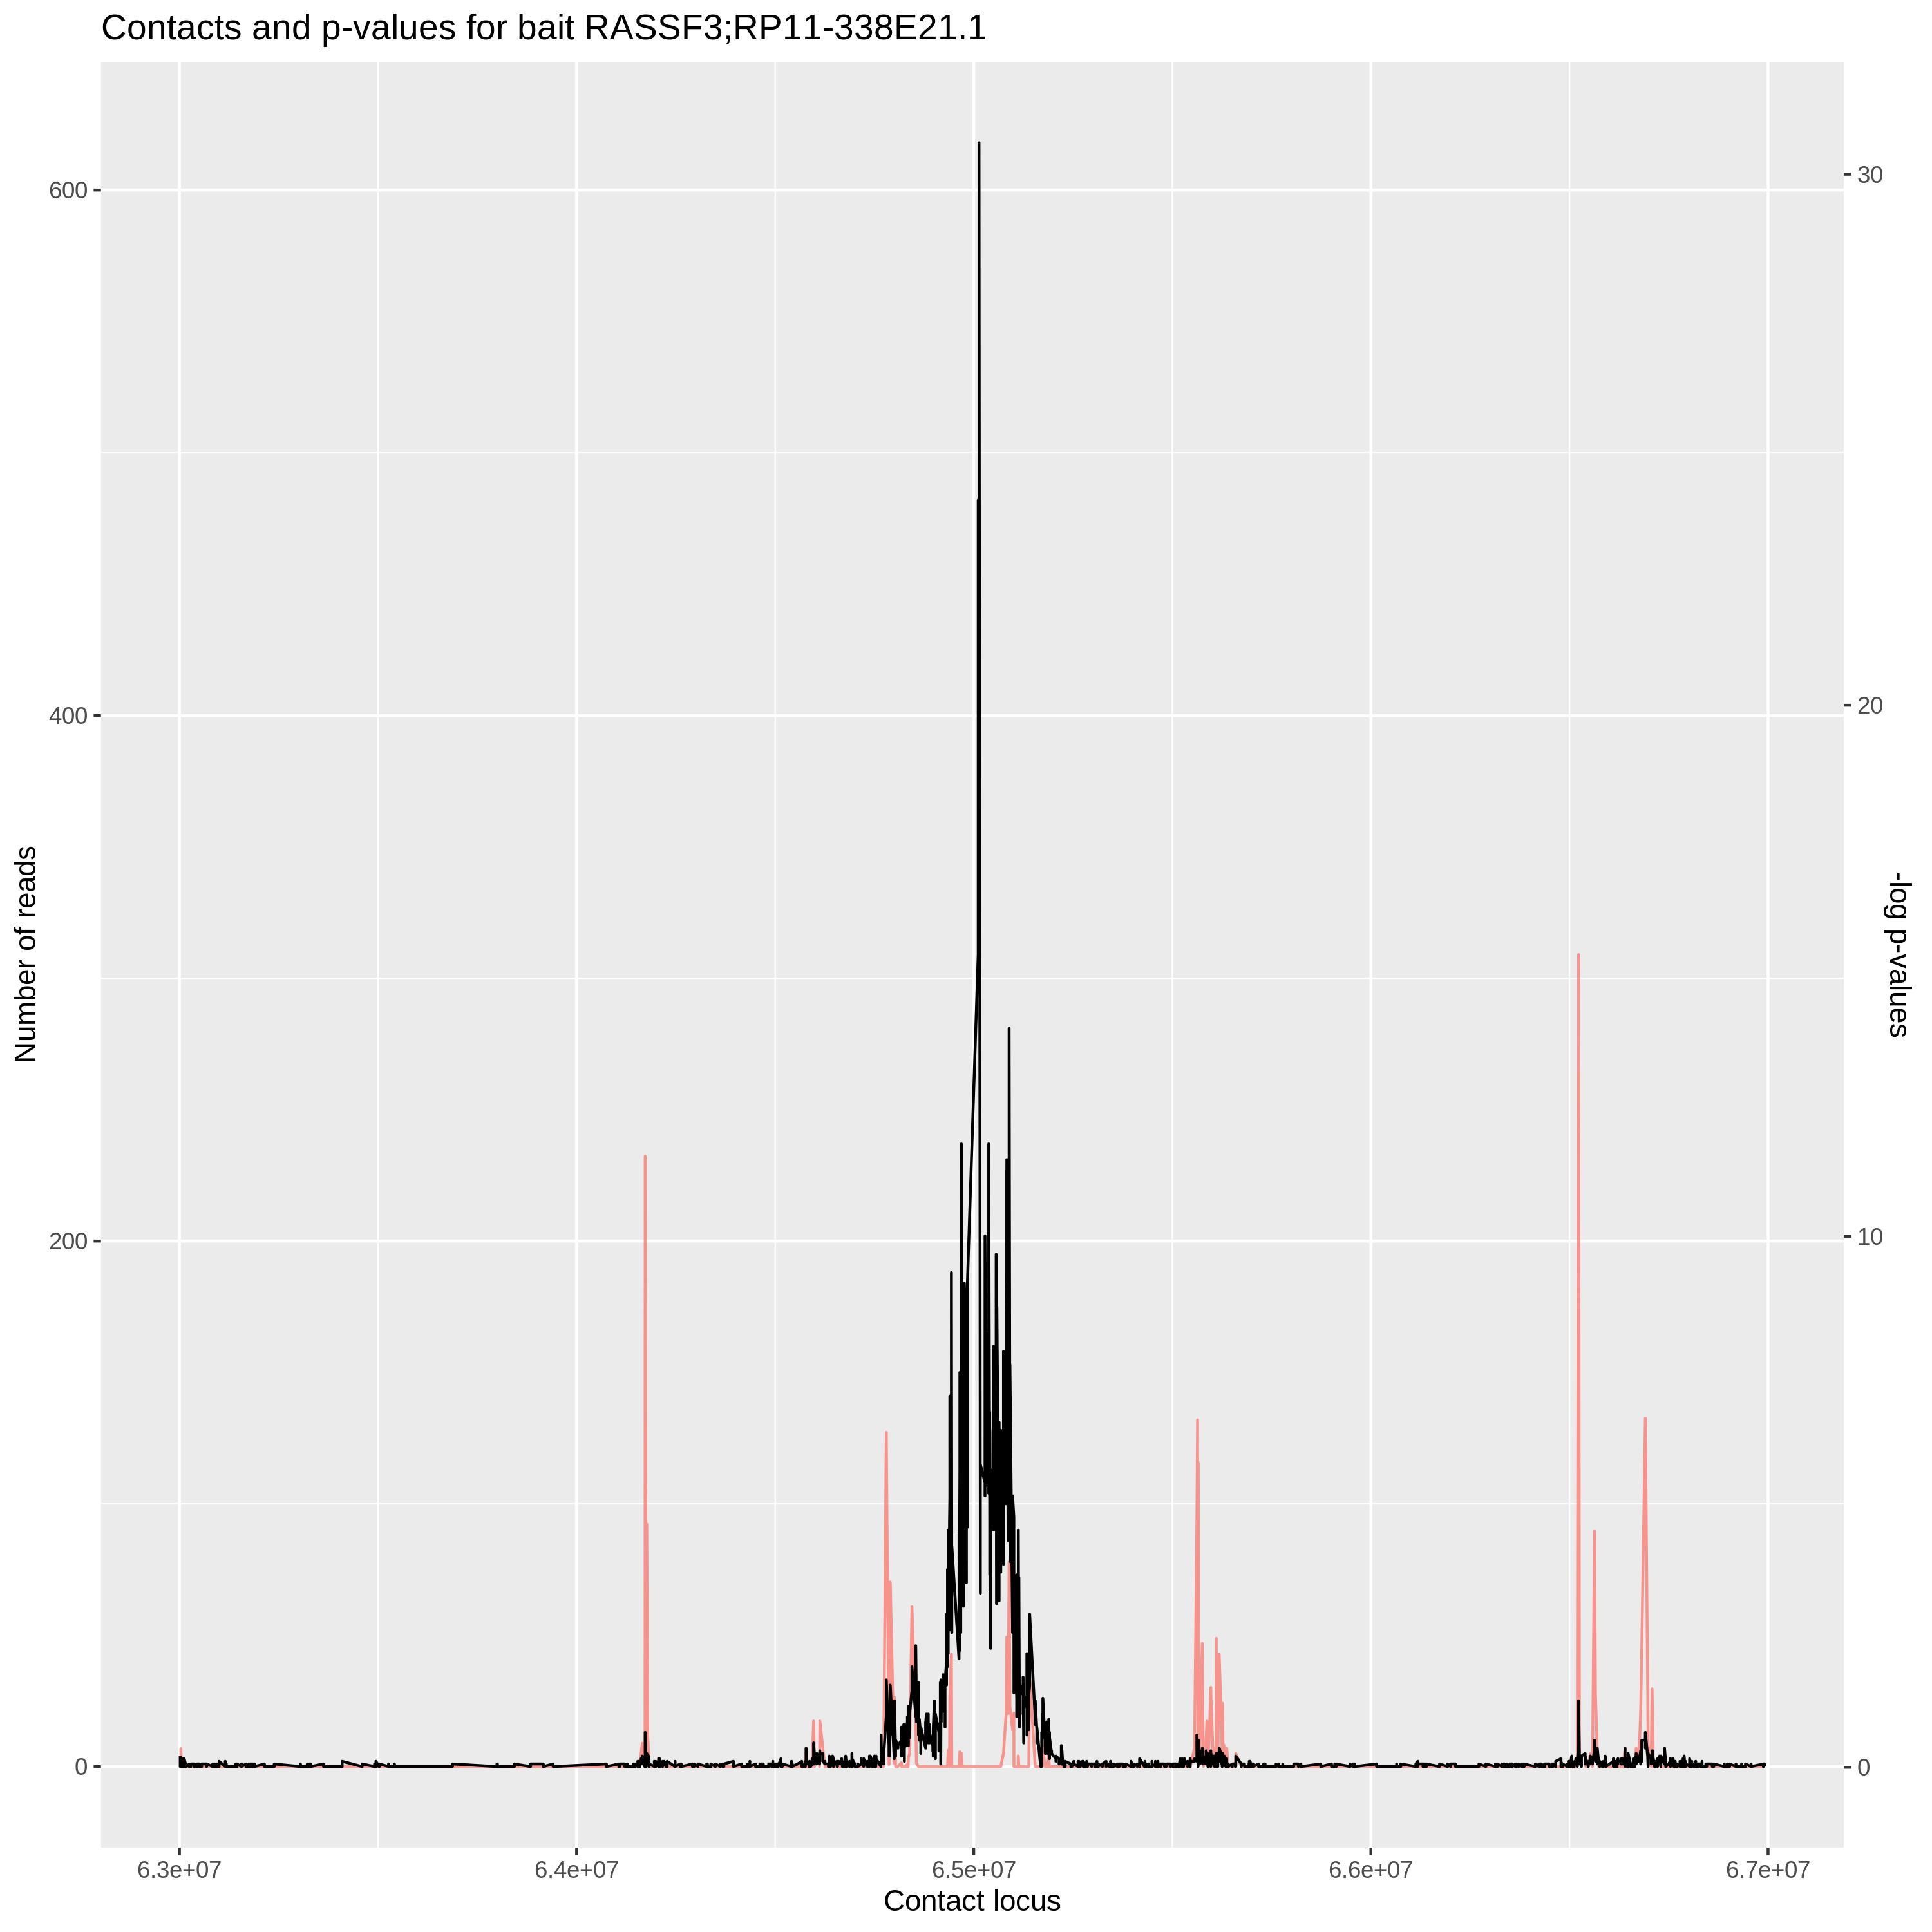 Contacts and p-values for bait RASSF3;RP11-338E21.1
600
400
200
0
Number of reads
30
20
10
0
-log p-values
6.3e+07
6.4e+07
6.5e+07
6.6e+07
6.7e+07
Contact locus